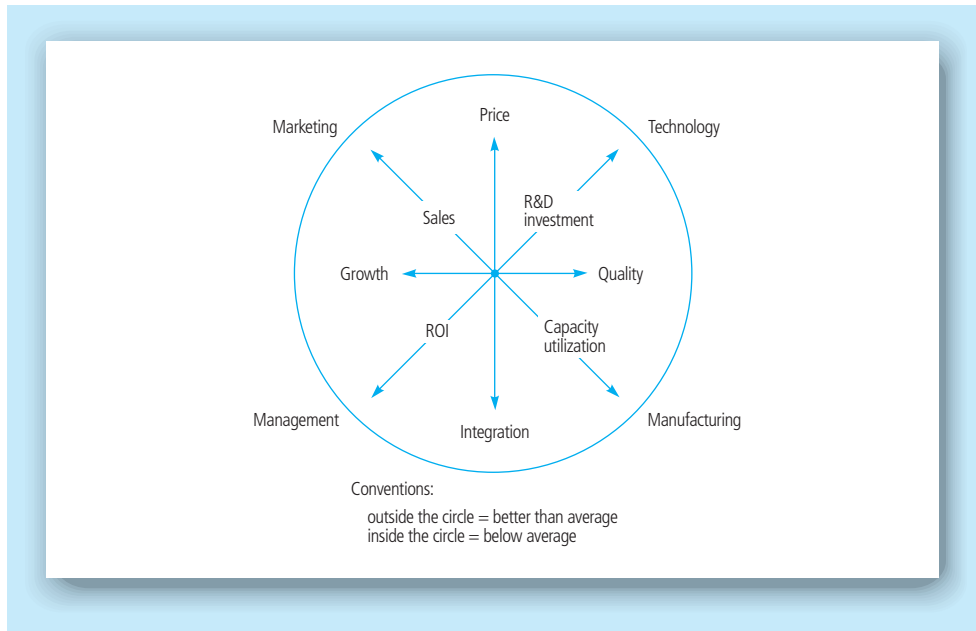 Price
Marketing
Technology
R&D
investment
Sales
Growth
Quality
ROI
Capacity
utilization
Management
Manufacturing
Integration
Conventions:
outside the circle = better than average
inside the circle = below average